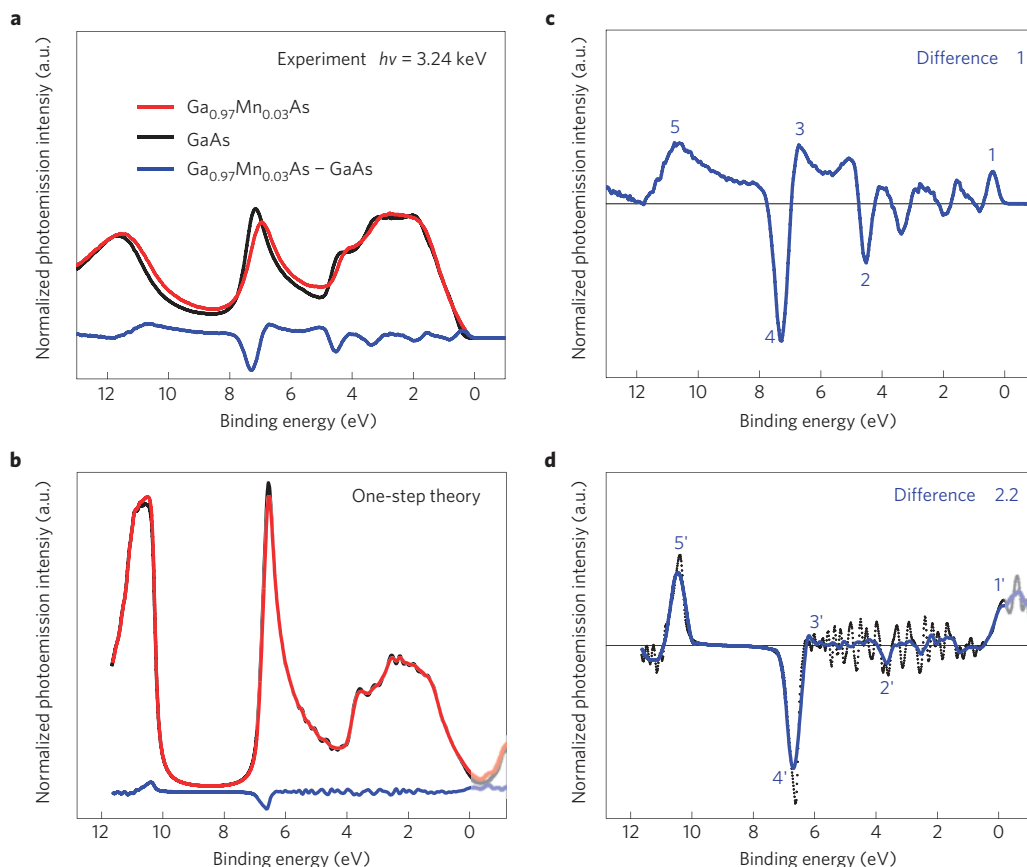 a
Experiment hν = 3.24 keV
Ga0.97Mn0.03As
GaAs
Ga0.97Mn0.03As – GaAs
Normalized photoemission intensiy (a.u.)
12 10 8 6 4 2 0
Binding energy (eV)
c
Difference 1
5
3
1
2
4
Normalized photoemission intensiy (a.u.)
12 10 8 6 4 2 0
Binding energy (eV)
b
One-step theory
Normalized photoemission intensiy (a.u.)
12 10 8 6 4 2 0
Binding energy (eV)
d
Difference 2.2
5'
1'
3'
2'
4'
Normalized photoemission intensiy (a.u.)
12 10 8 6 4 2 0
Binding energy (eV)